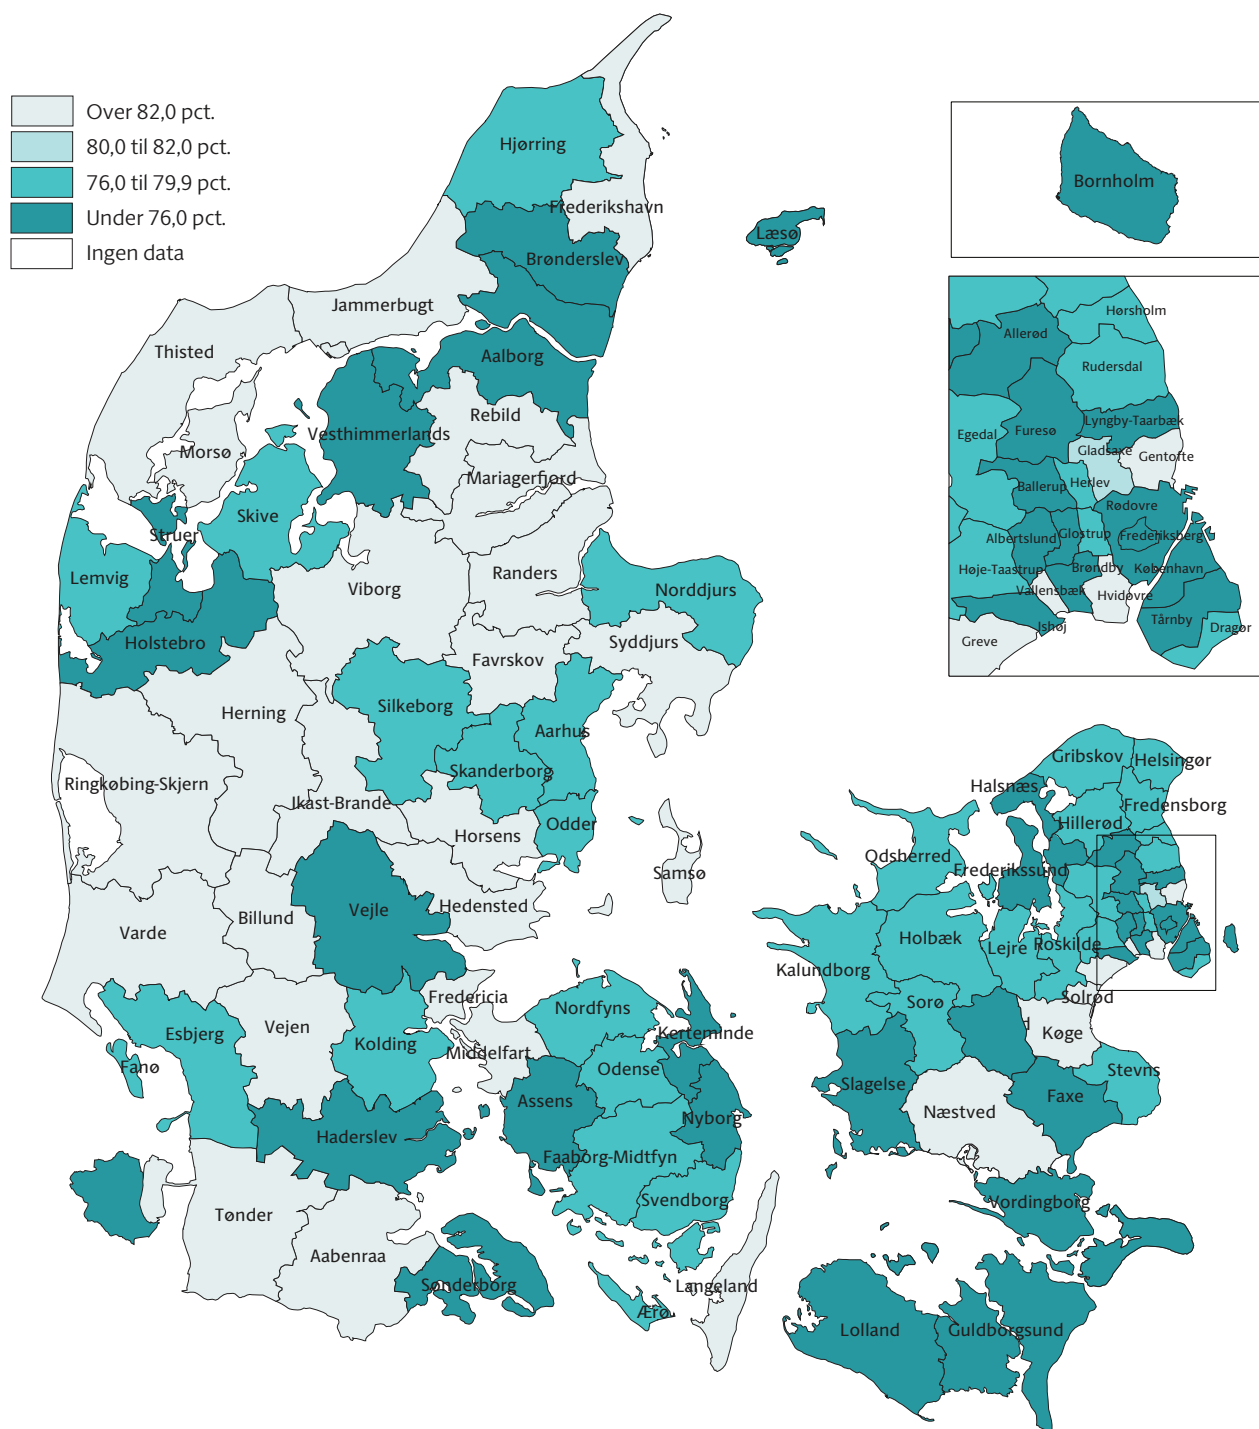 Over 82,0 pct.
80,0 til 82,0 pct.
76,0 til 79,9 pct.
Under 76,0 pct.
Ingen data
Hjørring
Frederikshavn
Læsø
Brønderslev
Jammerbugt
Thisted
Aalborg
Rebild
Vesthimmerlands
Morsø
Mariagerfjord
Skive
Struer
Lemvig
Viborg
Randers
Norddjurs
Holstebro
Syddjurs
Favrskov
Silkeborg
Herning
Aarhus
Skanderborg
Ringkøbing-Skjern
Ikast-Brande
Odder
Horsens
Samsø
Hedensted
Vejle
Billund
Varde
Fredericia
Vejen
Esbjerg
Kolding
Fanø
Middelfart
Nordfyns
Kerteminde
Odense
Assens
Nyborg
Haderslev
Faaborg-Midtfyn
Svendborg
Tønder
Aabenraa
Sønderborg
Langeland
Ærø
Bornholm
Hørsholm
Allerød
Rudersdal
Lyngby-Taarbæk
Furesø
Egedal
Gladsaxe
Gentofte
Ballerup
Herlev
Rødovre
Albertslund
Glostrup
Frederiksberg
Høje-Taastrup
Brøndby
København
Vallensbæk
Hvidovre
Ishøj
Tårnby
Dragør
Greve
Gribskov
Helsingør
Halsnæs
Fredensborg
Hillerød
Odsherred
Frederikssund
Holbæk
Lejre
Roskilde
Kalundborg
Solrød
Sorø
d
Køge
Stevns
Slagelse
Faxe
Næstved
Vordingborg
Lolland
Guldborgsund